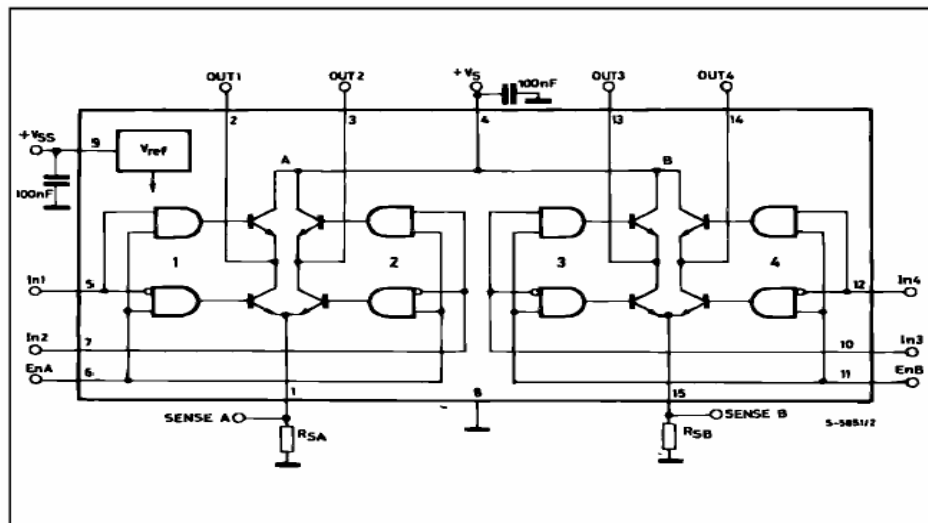 OUT1 OUT2 +VS 100nF OUT3 OUT4
2 3 4 13 14
+VSS 9 Vref A B
100nF
1 2 3 4
In1 5 12 In4
In2 7 10 In3
EnA 6 11 EnB
1 8 15
SENSE A SENSE B S-5851/2
RSA RSB